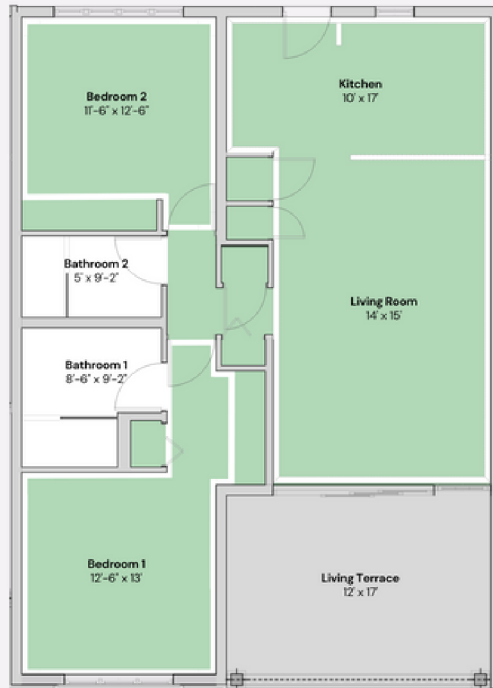 Kitchen
10' x 17'
Bedroom 2
11'-6" x 12'-6"
Bathroom 2
5' x 9'-2"
Living Room
14' x 15'
Bathroom 1
8'-6" x 9'-2"
Bedroom 1
12'-6" x 13'
Living Terrace
12' x 17'